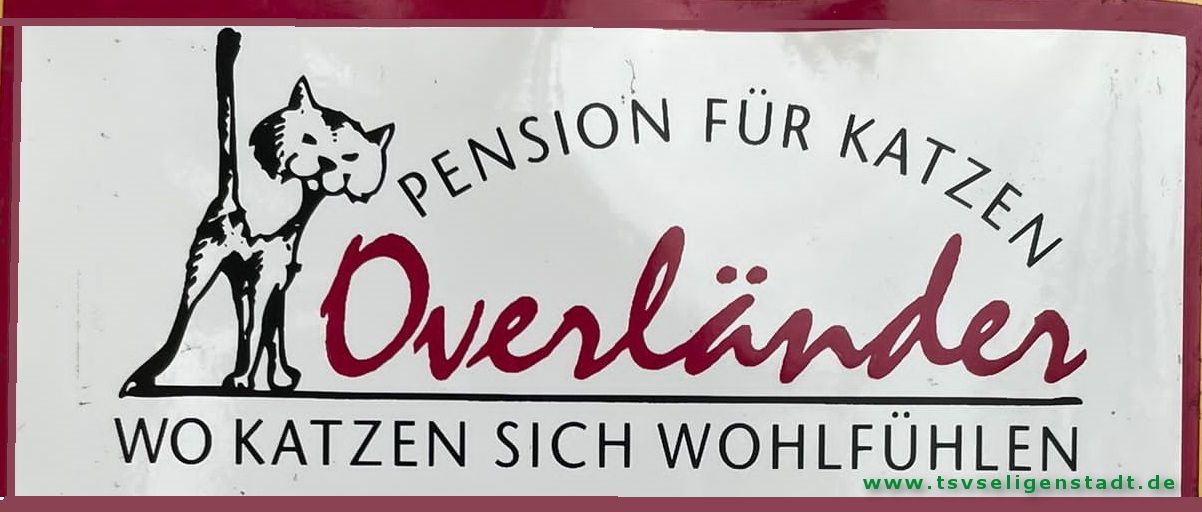 PENSION FÜR KATZEN
Overländer
WO KATZEN SICH WOHLFÜHLEN
www.tsvseligenstadt.de